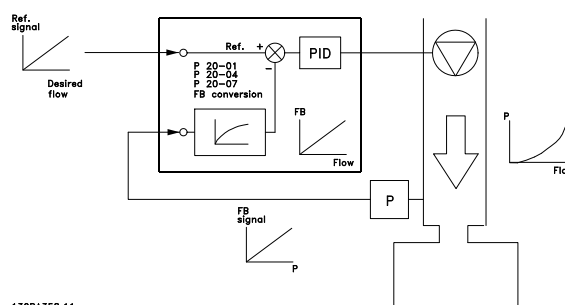 Ref.
signal
Desired
flow
Ref.
+
-
P 20-01
P 20-04
P 20-07
FB conversion
PID
FB
Flow
P
P
FB
signal
P